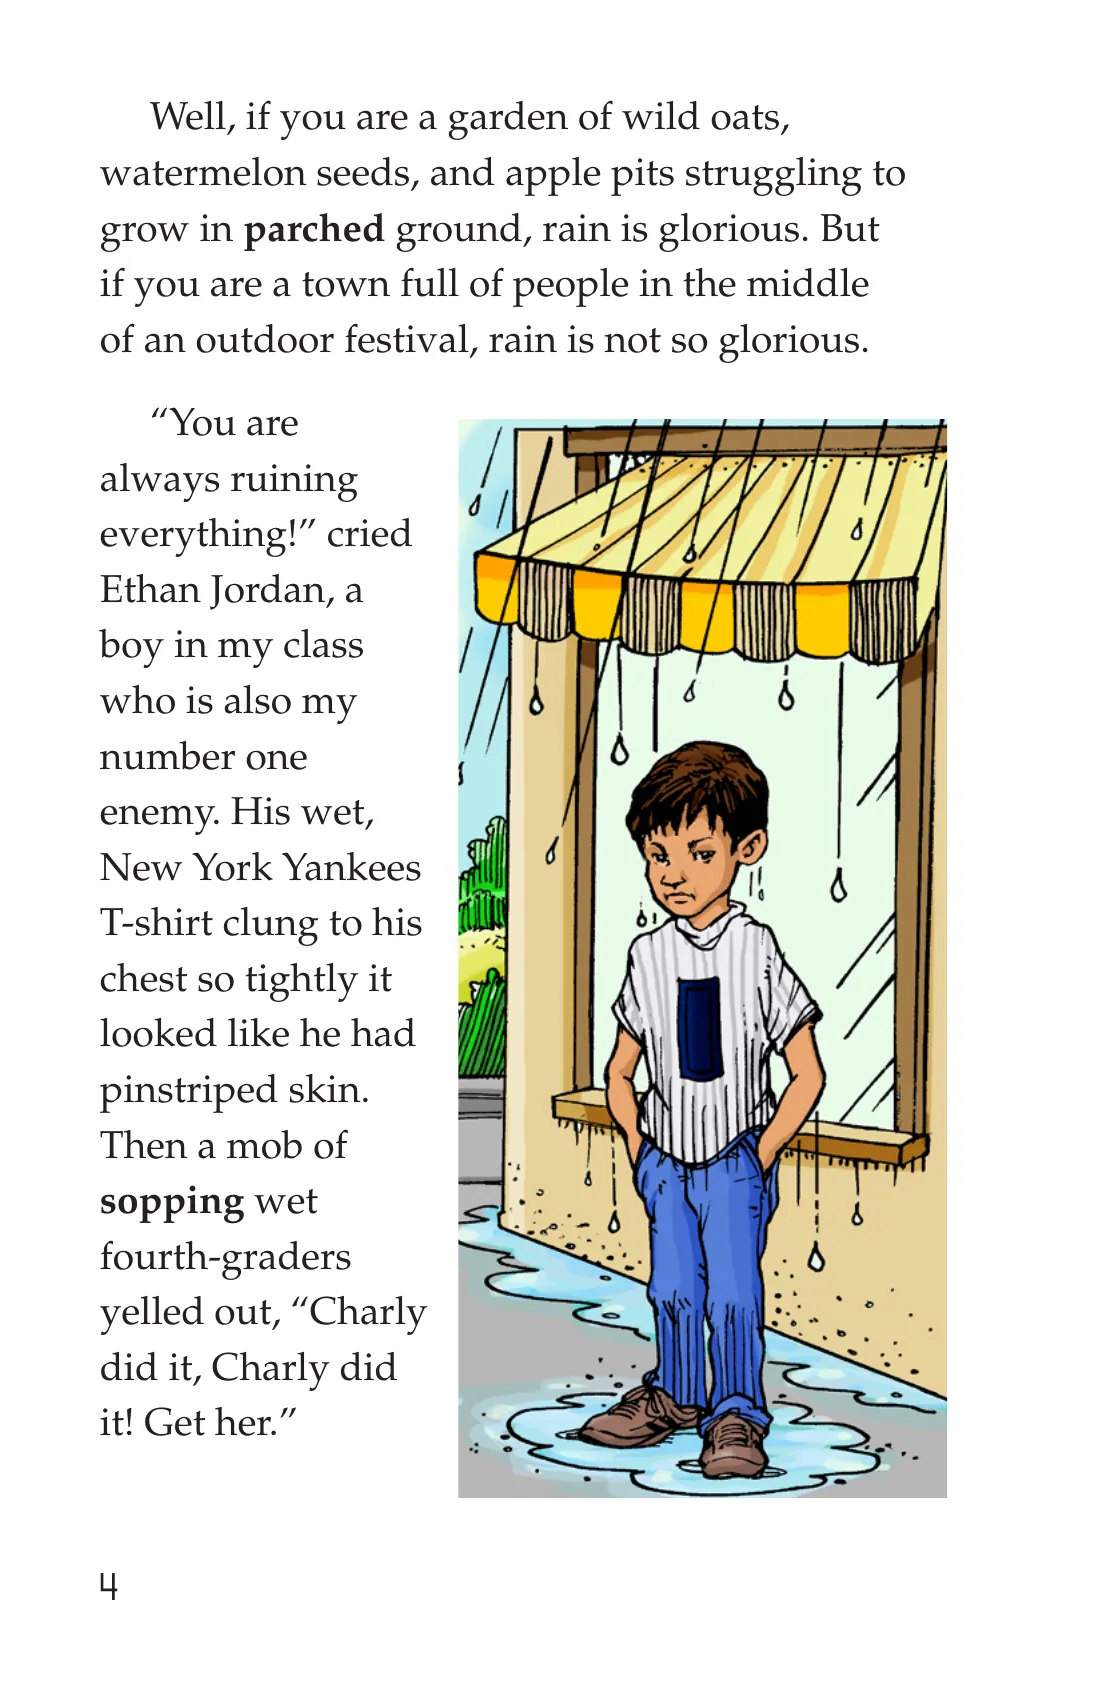 Well, if you are a garden of wild oats,
watermelon seeds, and apple pits struggling to
grow in parched ground, rain is glorious. But
if you are a town full of people in the middle
of an outdoor festival, rain is not so glorious.
“You are
always ruining
everything!” cried
Ethan Jordan, a
boy in my class
who is also my
number one
enemy. His wet,
New York Yankees
T-shirt clung to his
chest so tightly it
looked like he had
pinstriped skin.
Then a mob of
sopping wet
fourth-graders
yelled out, “Charly
did it, Charly did
it! Get her.”
4